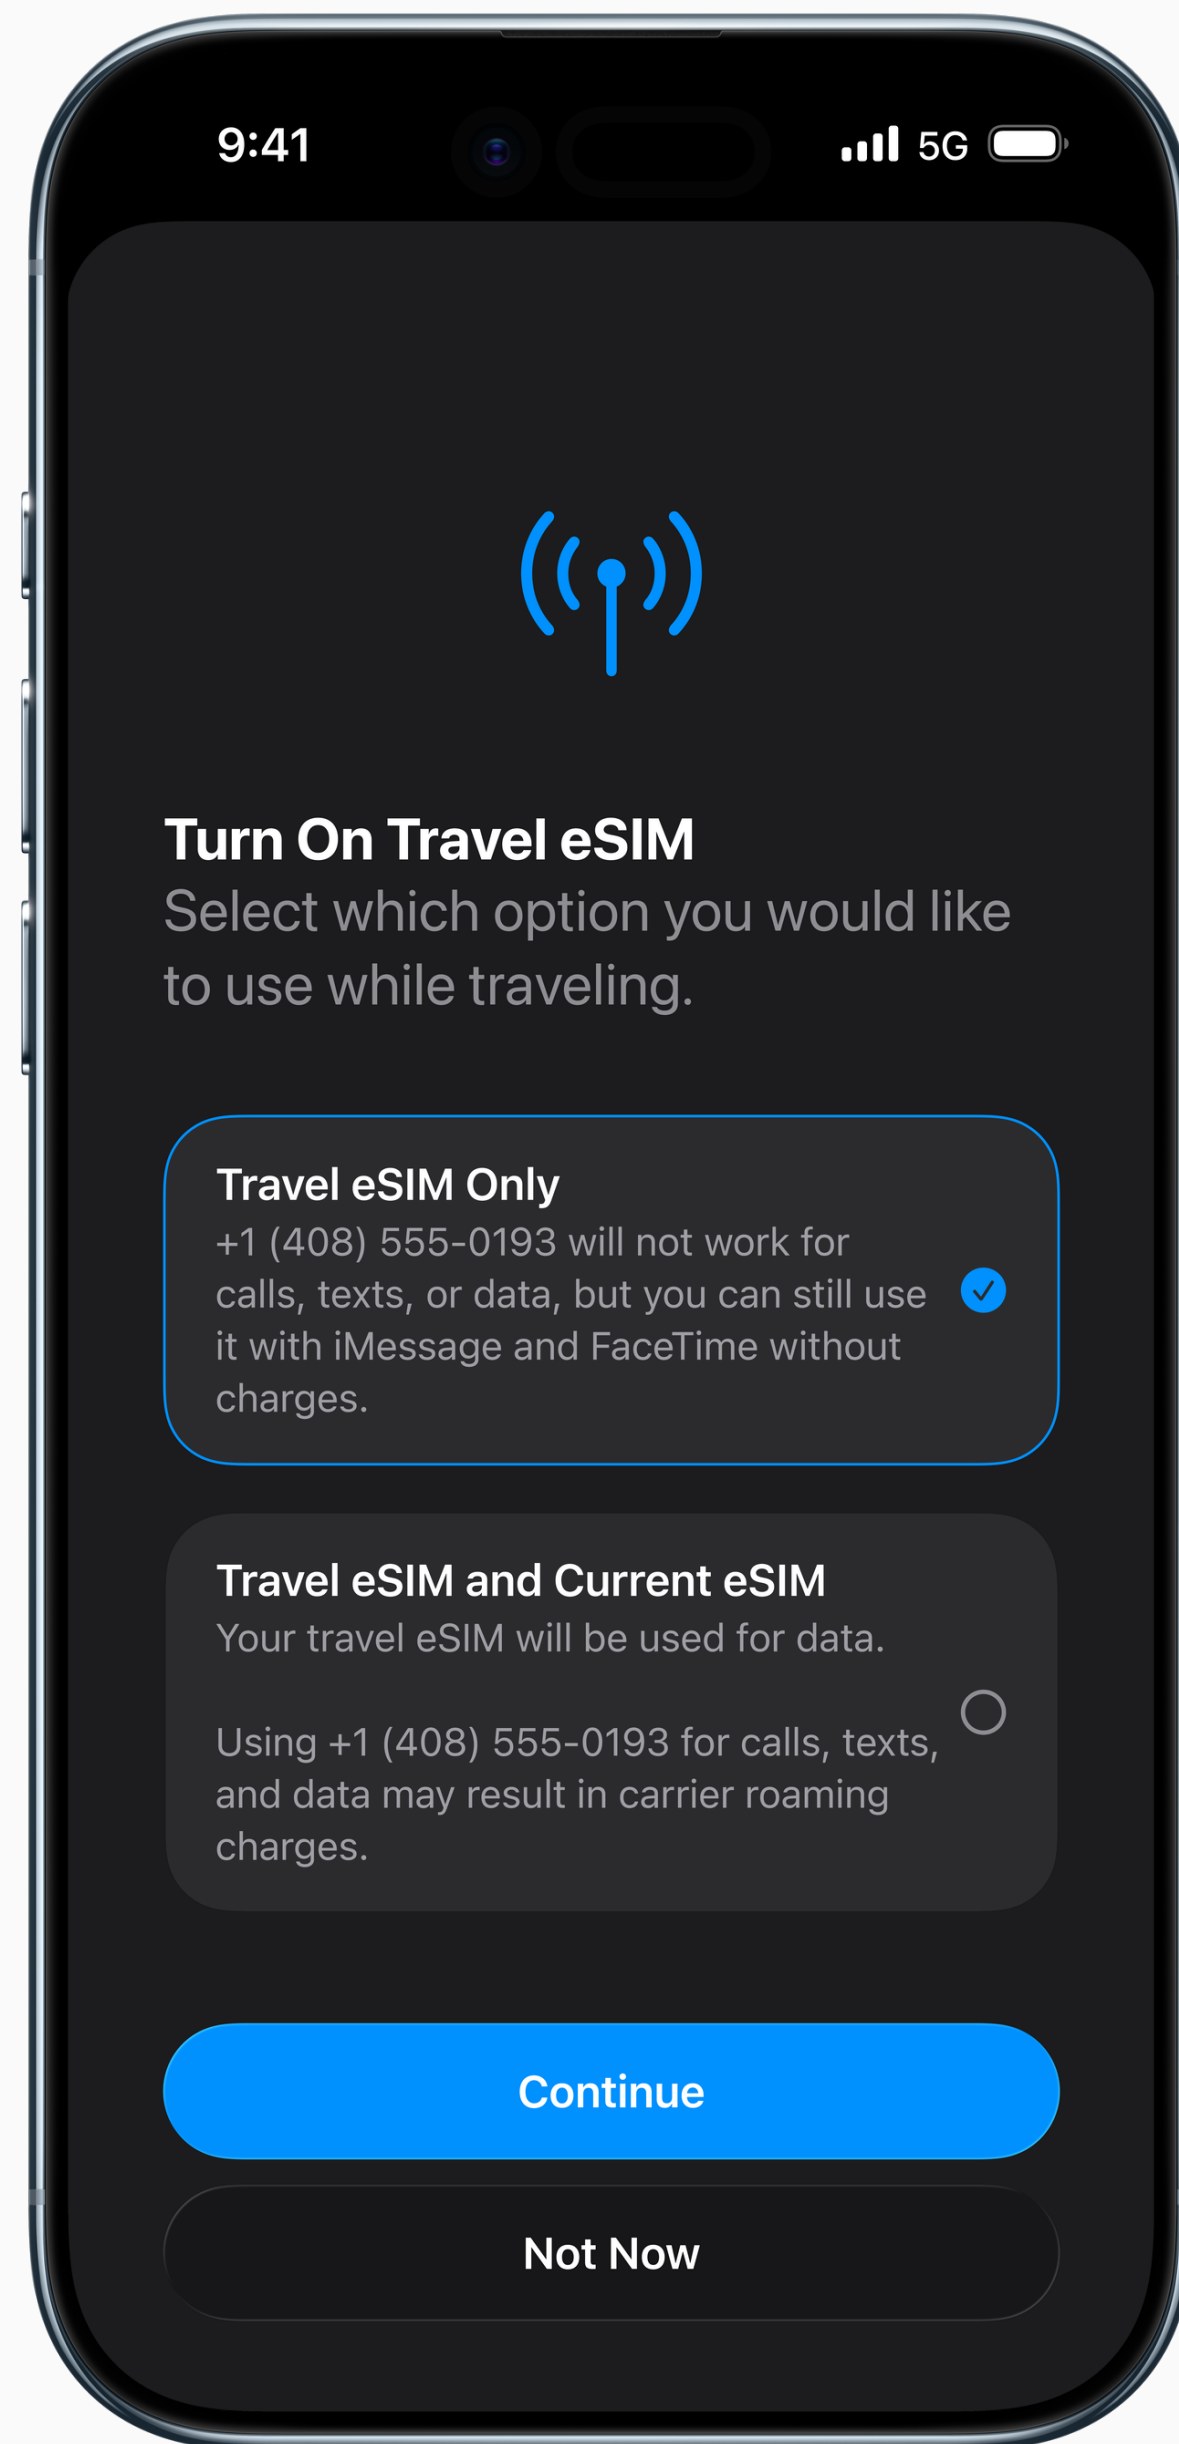 9:41 5G
Turn On Travel eSIM
Select which option you would like
to use while traveling.
Travel eSIM Only
+1 (408) 555-0193 will not work for
calls, texts, or data, but you can still use
it with iMessage and FaceTime without
charges.
Travel eSIM and Current eSIM
Your travel eSIM will be used for data.
Using +1 (408) 555-0193 for calls, texts,
and data may result in carrier roaming
charges.
Continue
Not Now